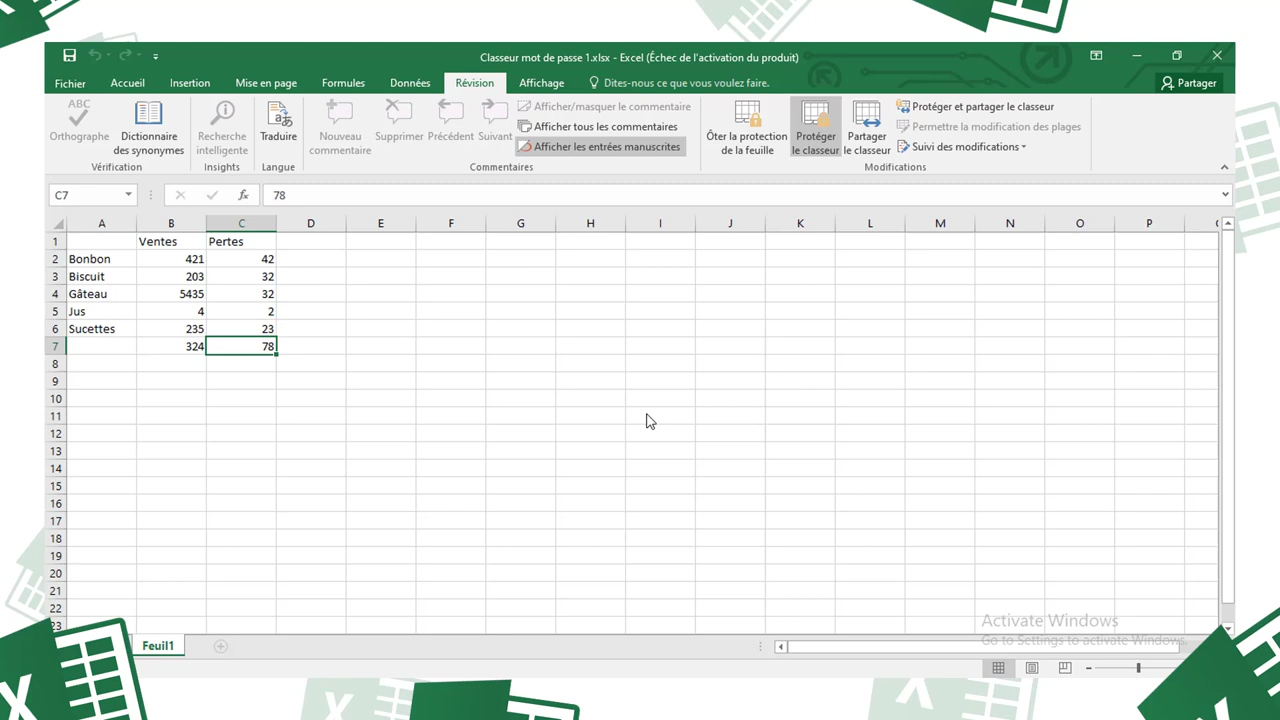 Classeur mot de passe 1.xlsx - Excel (Échec de l'activation du produit)
Fichier Accueil Insertion Mise en page Formules Données Révision Affichage Dites-nous ce que vous voulez faire. Partager
ABC
Orthographe
Dictionnaire
des synonymes
Vérification
Recherche
intelligente
Insights
Traduire
Langue
Nouveau
commentaire
Supprimer
Précédent
Suivant
Afficher/masquer le commentaire
Afficher tous les commentaires
Afficher les entrées manuscrites
Commentaires
Ôter la protection
de la feuille
Protéger
le classeur
Partager
le classeur
Protéger et partager le classeur
Permettre la modification des plages
Suivi des modifications
Modifications
C7 fx 78
A B C D E F G H I J K L M N O P
1 Ventes Pertes
2 Bonbon 421 42
3 Biscuit 203 32
4 Gâteau 5435 32
5 Jus 4 2
6 Sucettes 235 23
7 324 78
8
9
10
11
12
13
14
15
16
17
18
19
20
21
22
23
Activate Windows
Go to Settings to activate Windows.
Feuil1